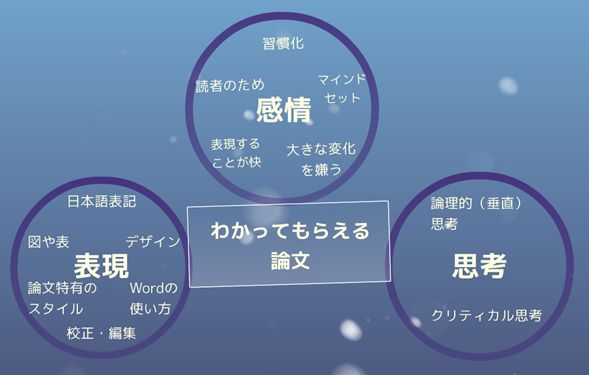 習慣化
読者のため
マインド
セット
感情
表現する
ことが快
大きな変化
を嫌う
わかってもらえる
論文
日本語表記
図や表
デザイン
表現
論文特有の
スタイル
Wordの
使い方
校正・編集
論理的（垂直）
思考
思考
クリティカル思考